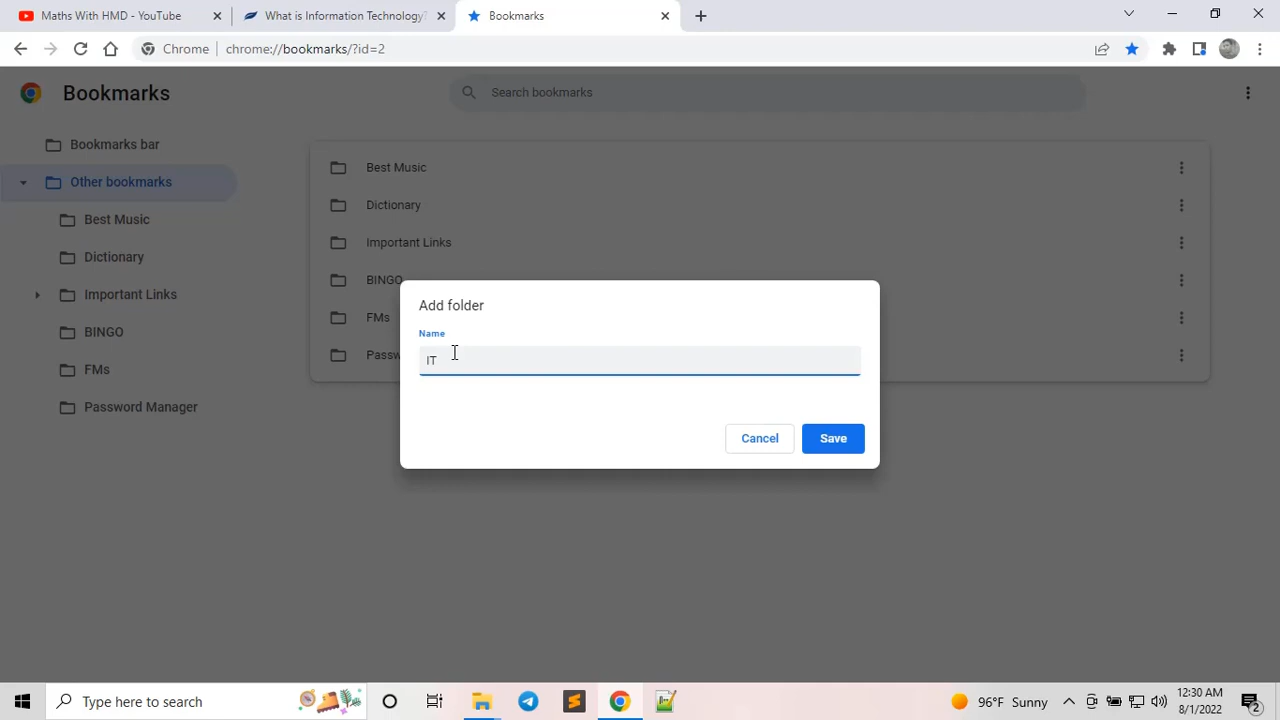 Maths With HMD - YouTube
What is Information Technology?
Bookmarks
Chrome
chrome://bookmarks/?id=2
Bookmarks
Search bookmarks
Bookmarks bar
Other bookmarks
Best Music
Dictionary
Important Links
BINGO
FMs
Password Manager
Best Music
Dictionary
Important Links
BINGO
FMs
Passw
Add folder
Name
IT
Cancel
Save
Type here to search
96°F Sunny
12:30 AM
8/1/2022
2